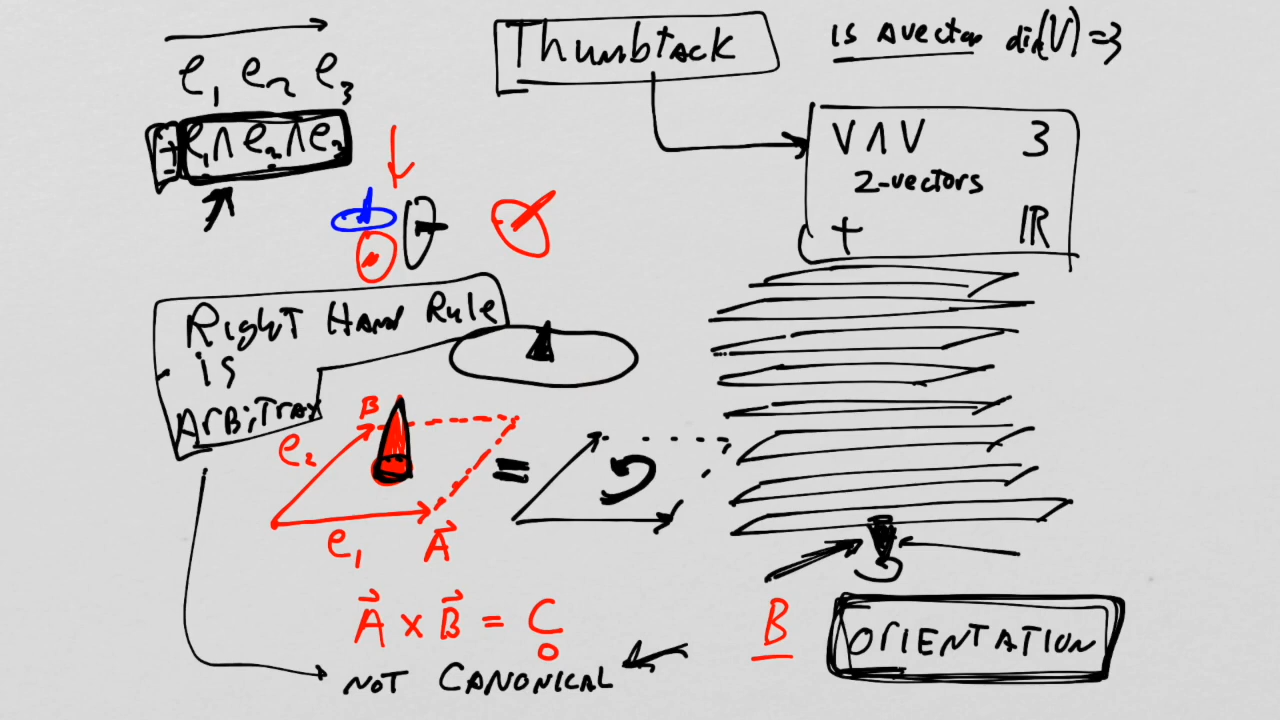 e₁ e₂ e₃
± e₁∧e₂∧e₃
Thumbtack
is a vector dim(V)=3
V∧V 3
2-vectors
+ ℝ
Right Hand Rule
is
Arbitrary
B
e₂
e₁ A⃗
=
A⃗ × B⃗ = C
O
NOT CANONICAL
B
ORIENTATION